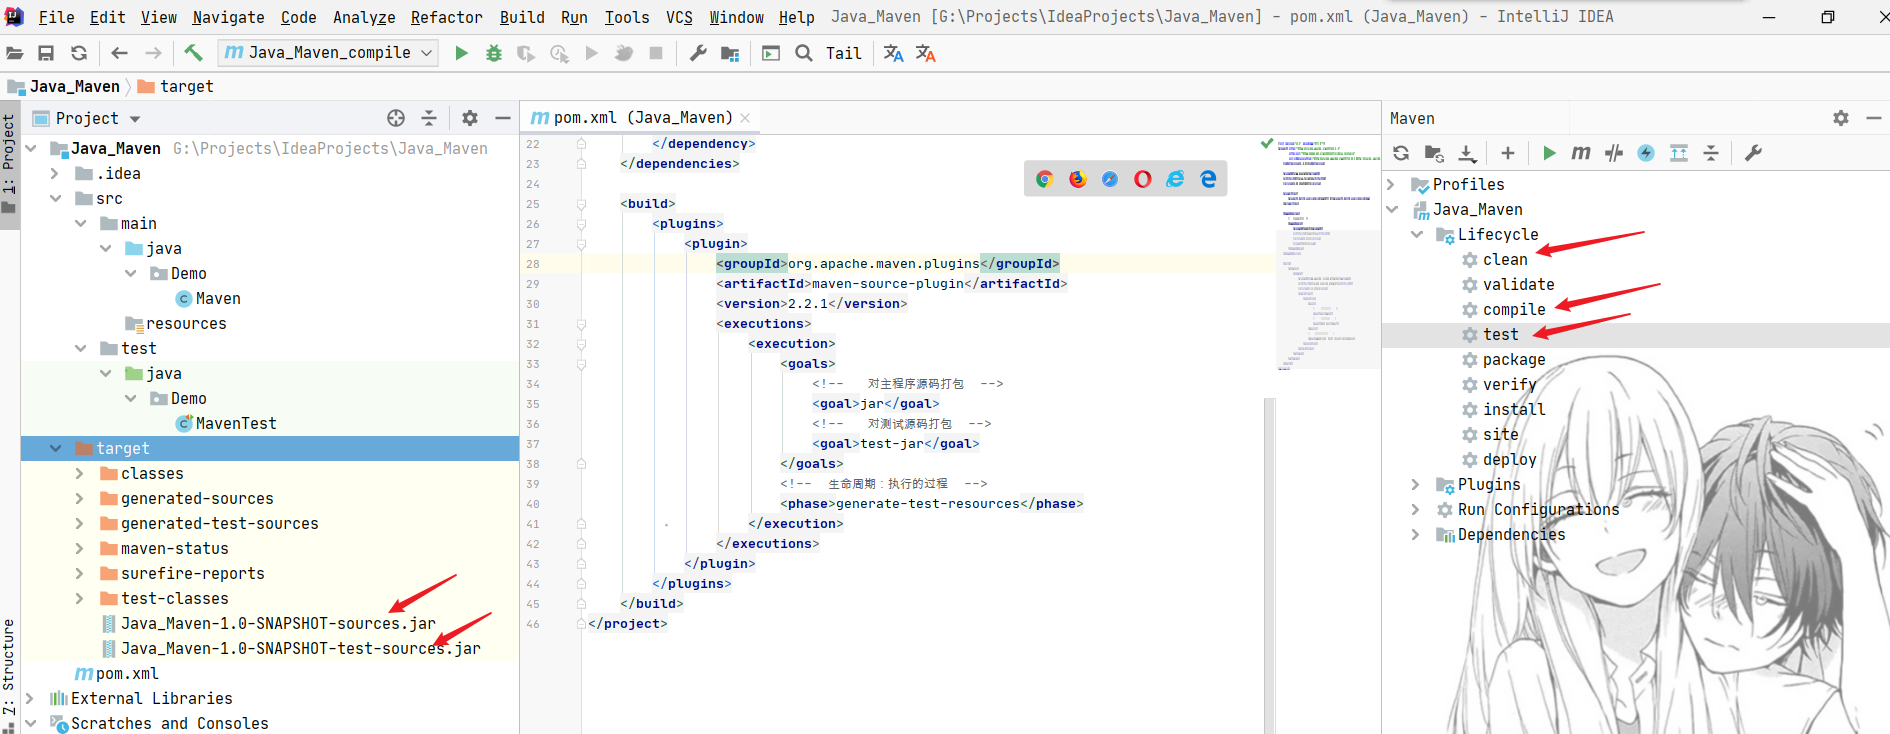 File Edit View Navigate Code Analyze Refactor Build Run Tools VCS Window Help Java_Maven [G:\Projects\IdeaProjects\Java_Maven] - pom.xml (Java_Maven) - IntelliJ IDEA
Java_Maven_compile Tail
Java_Maven target
1: Project
Z: Structure
Project
Java_Maven G:\Projects\IdeaProjects\Java_Maven
.idea
src
main
java
Demo
Maven
resources
test
java
Demo
MavenTest
target
classes
generated-sources
generated-test-sources
maven-status
surefire-reports
test-classes
Java_Maven-1.0-SNAPSHOT-sources.jar
Java_Maven-1.0-SNAPSHOT-test-sources.jar
pom.xml
External Libraries
Scratches and Consoles
pom.xml (Java_Maven)
22 </dependency>
23 </dependencies>
24
25 <build>
26 <plugins>
27 <plugin>
28 <groupId>org.apache.maven.plugins</groupId>
29 <artifactId>maven-source-plugin</artifactId>
30 <version>2.2.1</version>
31 <executions>
32 <execution>
33 <goals>
34 <!-- 对主程序源码打包 -->
35 <goal>jar</goal>
36 <!-- 对测试源码打包 -->
37 <goal>test-jar</goal>
38 </goals>
39 <!-- 生命周期：执行的过程 -->
40 <phase>generate-test-resources</phase>
41 </execution>
42 </executions>
43 </plugin>
44 </plugins>
45 </build>
46 </project>
Maven
Profiles
Java_Maven
Lifecycle
clean
validate
compile
test
package
verify
install
site
deploy
Plugins
Run Configurations
Dependencies